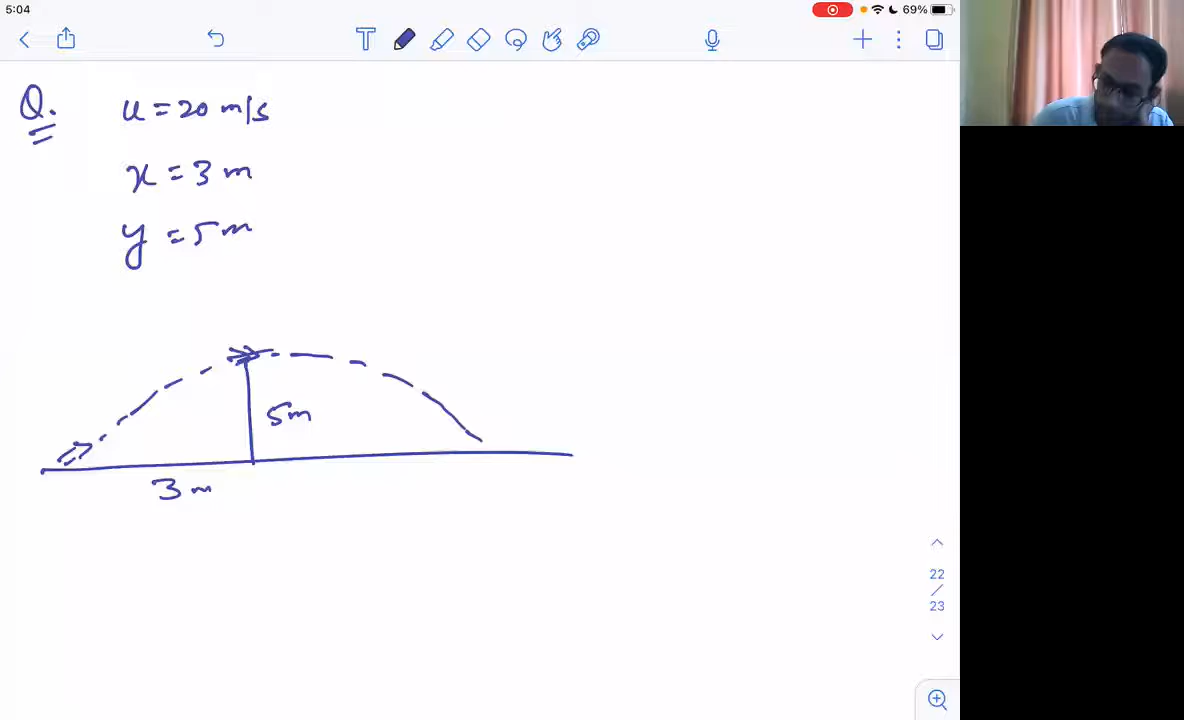 5:04
69%
T
Q. u = 20 m/s
x = 3 m
y = 5 m
5m
3 m
22
/
23